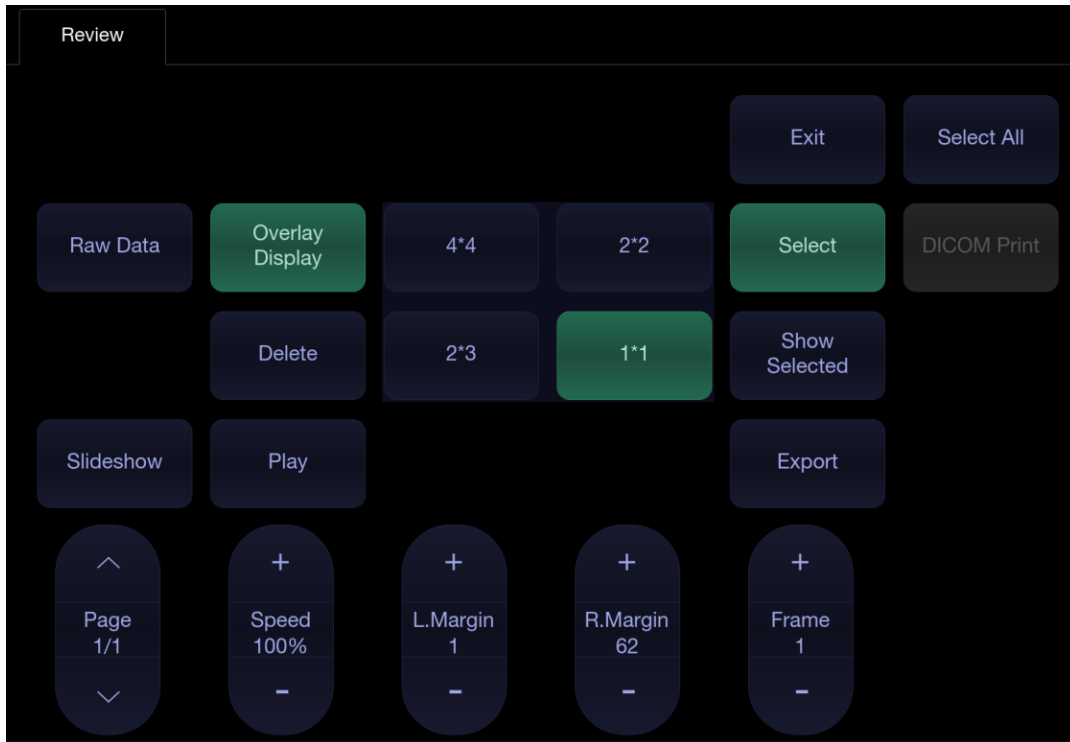 Review
Exit
Select All
Raw Data
Overlay
Display
4*4
2*2
Select
DICOM Print
Delete
2*3
1*1
Show
Selected
Slideshow
Play
Export
+
+
+
+
Page
1/1
Speed
100%
L.Margin
1
R.Margin
62
Frame
1
-
-
-
-